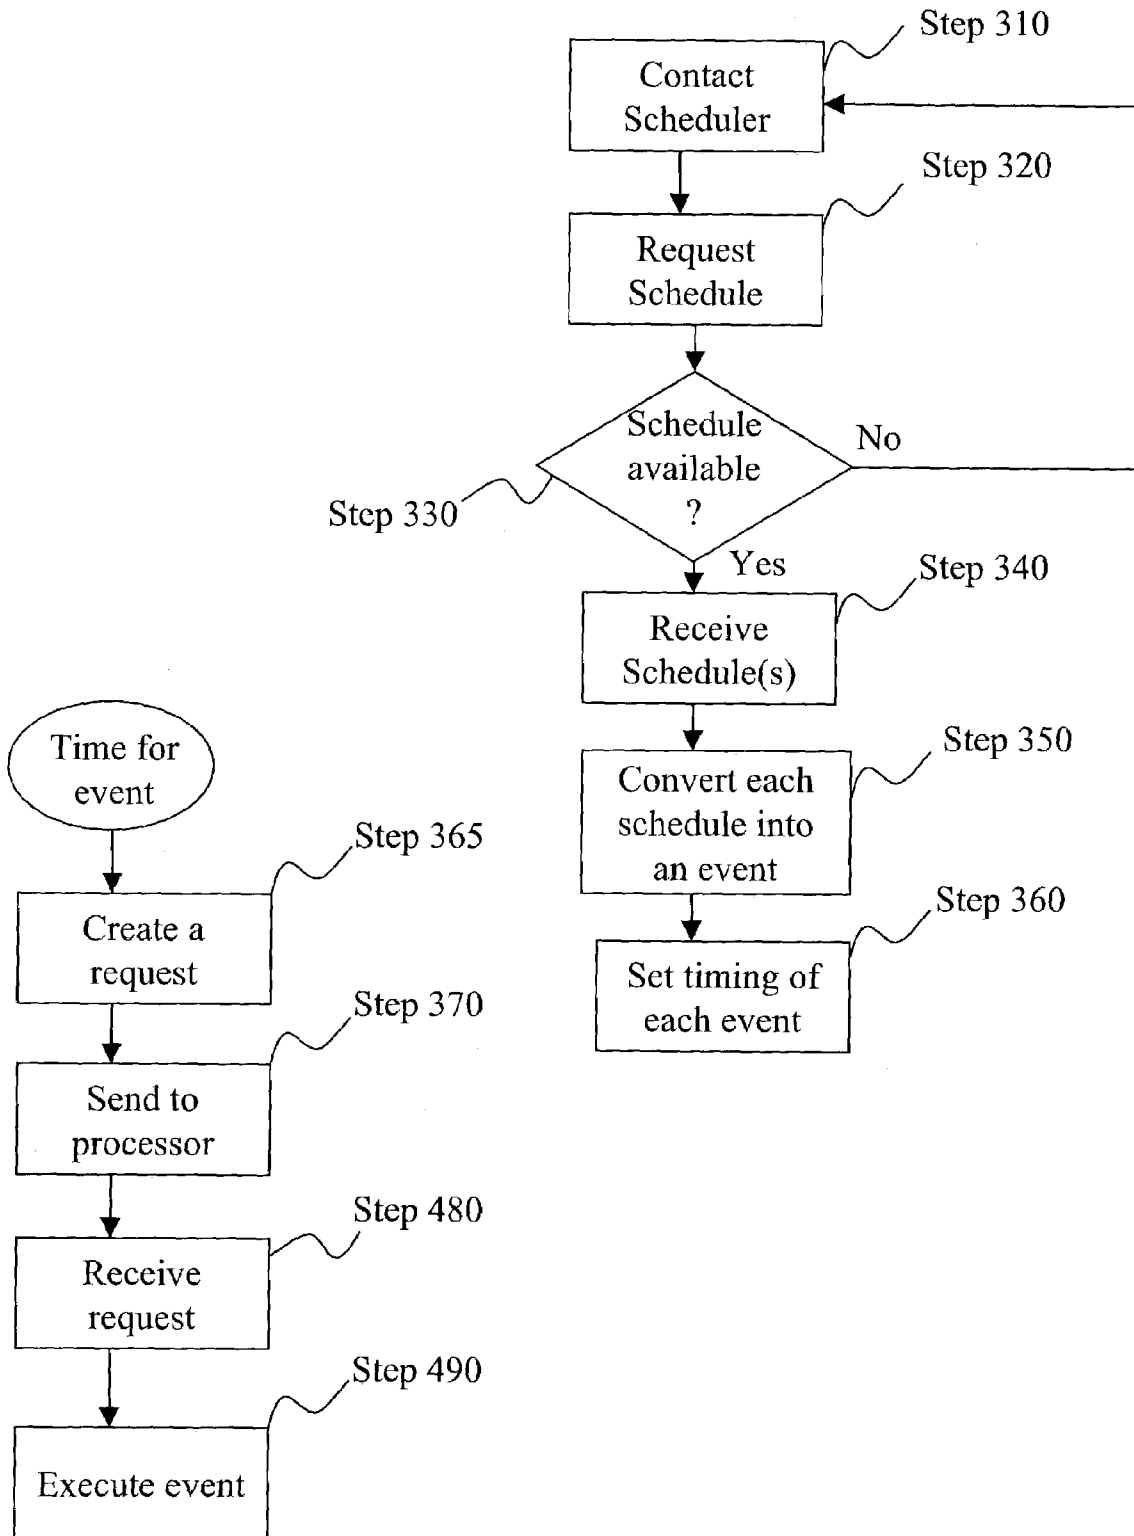 Step 310
Contact
Scheduler
Step 320
Request
Schedule
Schedule
available
?
No
Step 330
Yes
Step 340
Receive
Schedule(s)
Step 350
Convert each
schedule into
an event
Step 360
Set timing of
each event
Time for
event
Step 365
Create a
request
Step 370
Send to
processor
Step 480
Receive
request
Step 490
Execute event